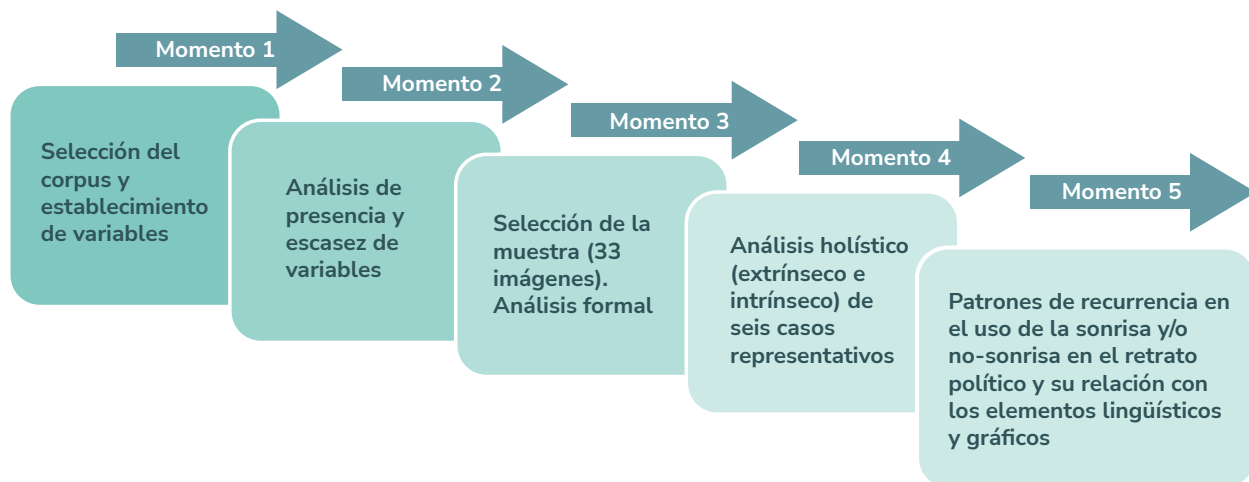 Momento 1
Selección del
corpus y
establecimiento
de variables
Momento 2
Análisis de
presencia y
escasez de
variables
Momento 3
Selección de la
muestra (33
imágenes).
Análisis formal
Momento 4
Análisis holístico
(extrínseco e
intrínseco) de
seis casos
representativos
Momento 5
Patrones de recurrencia en
el uso de la sonrisa y/o
no-sonrisa en el retrato
político y su relación con
los elementos lingüísticos
y gráficos